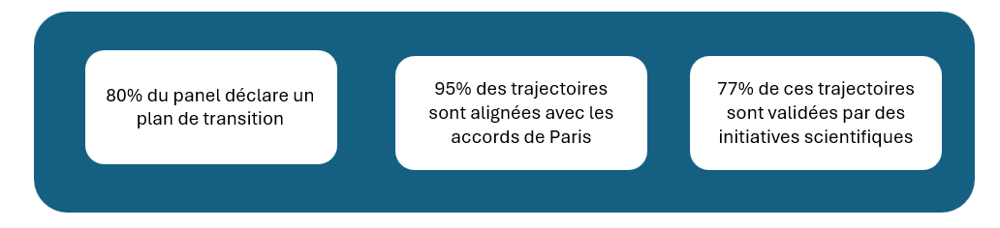 80% du panel déclare un
plan de transition
95% des trajectoires
sont alignées avec les
accords de Paris
77% de ces trajectoires
sont validées par des
initiatives scientifiques